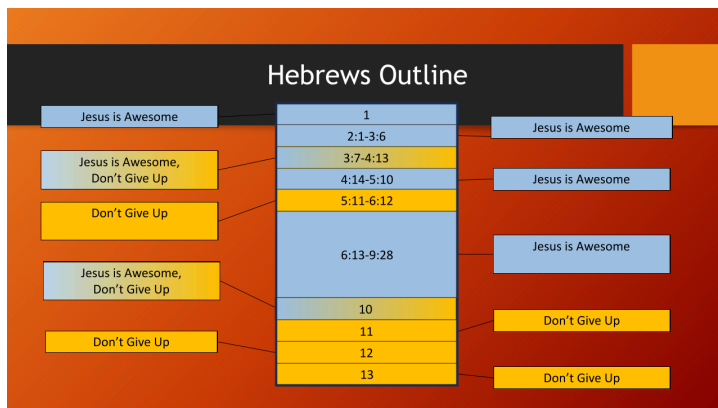 Hebrews Outline
Jesus is Awesome
1
2:1-3:6
Jesus is Awesome
Jesus is Awesome,
Don’t Give Up
3:7-4:13
4:14-5:10
Jesus is Awesome
Don’t Give Up
5:11-6:12
6:13-9:28
Jesus is Awesome
Jesus is Awesome,
Don’t Give Up
10
11
Don’t Give Up
Don’t Give Up
12
13
Don’t Give Up